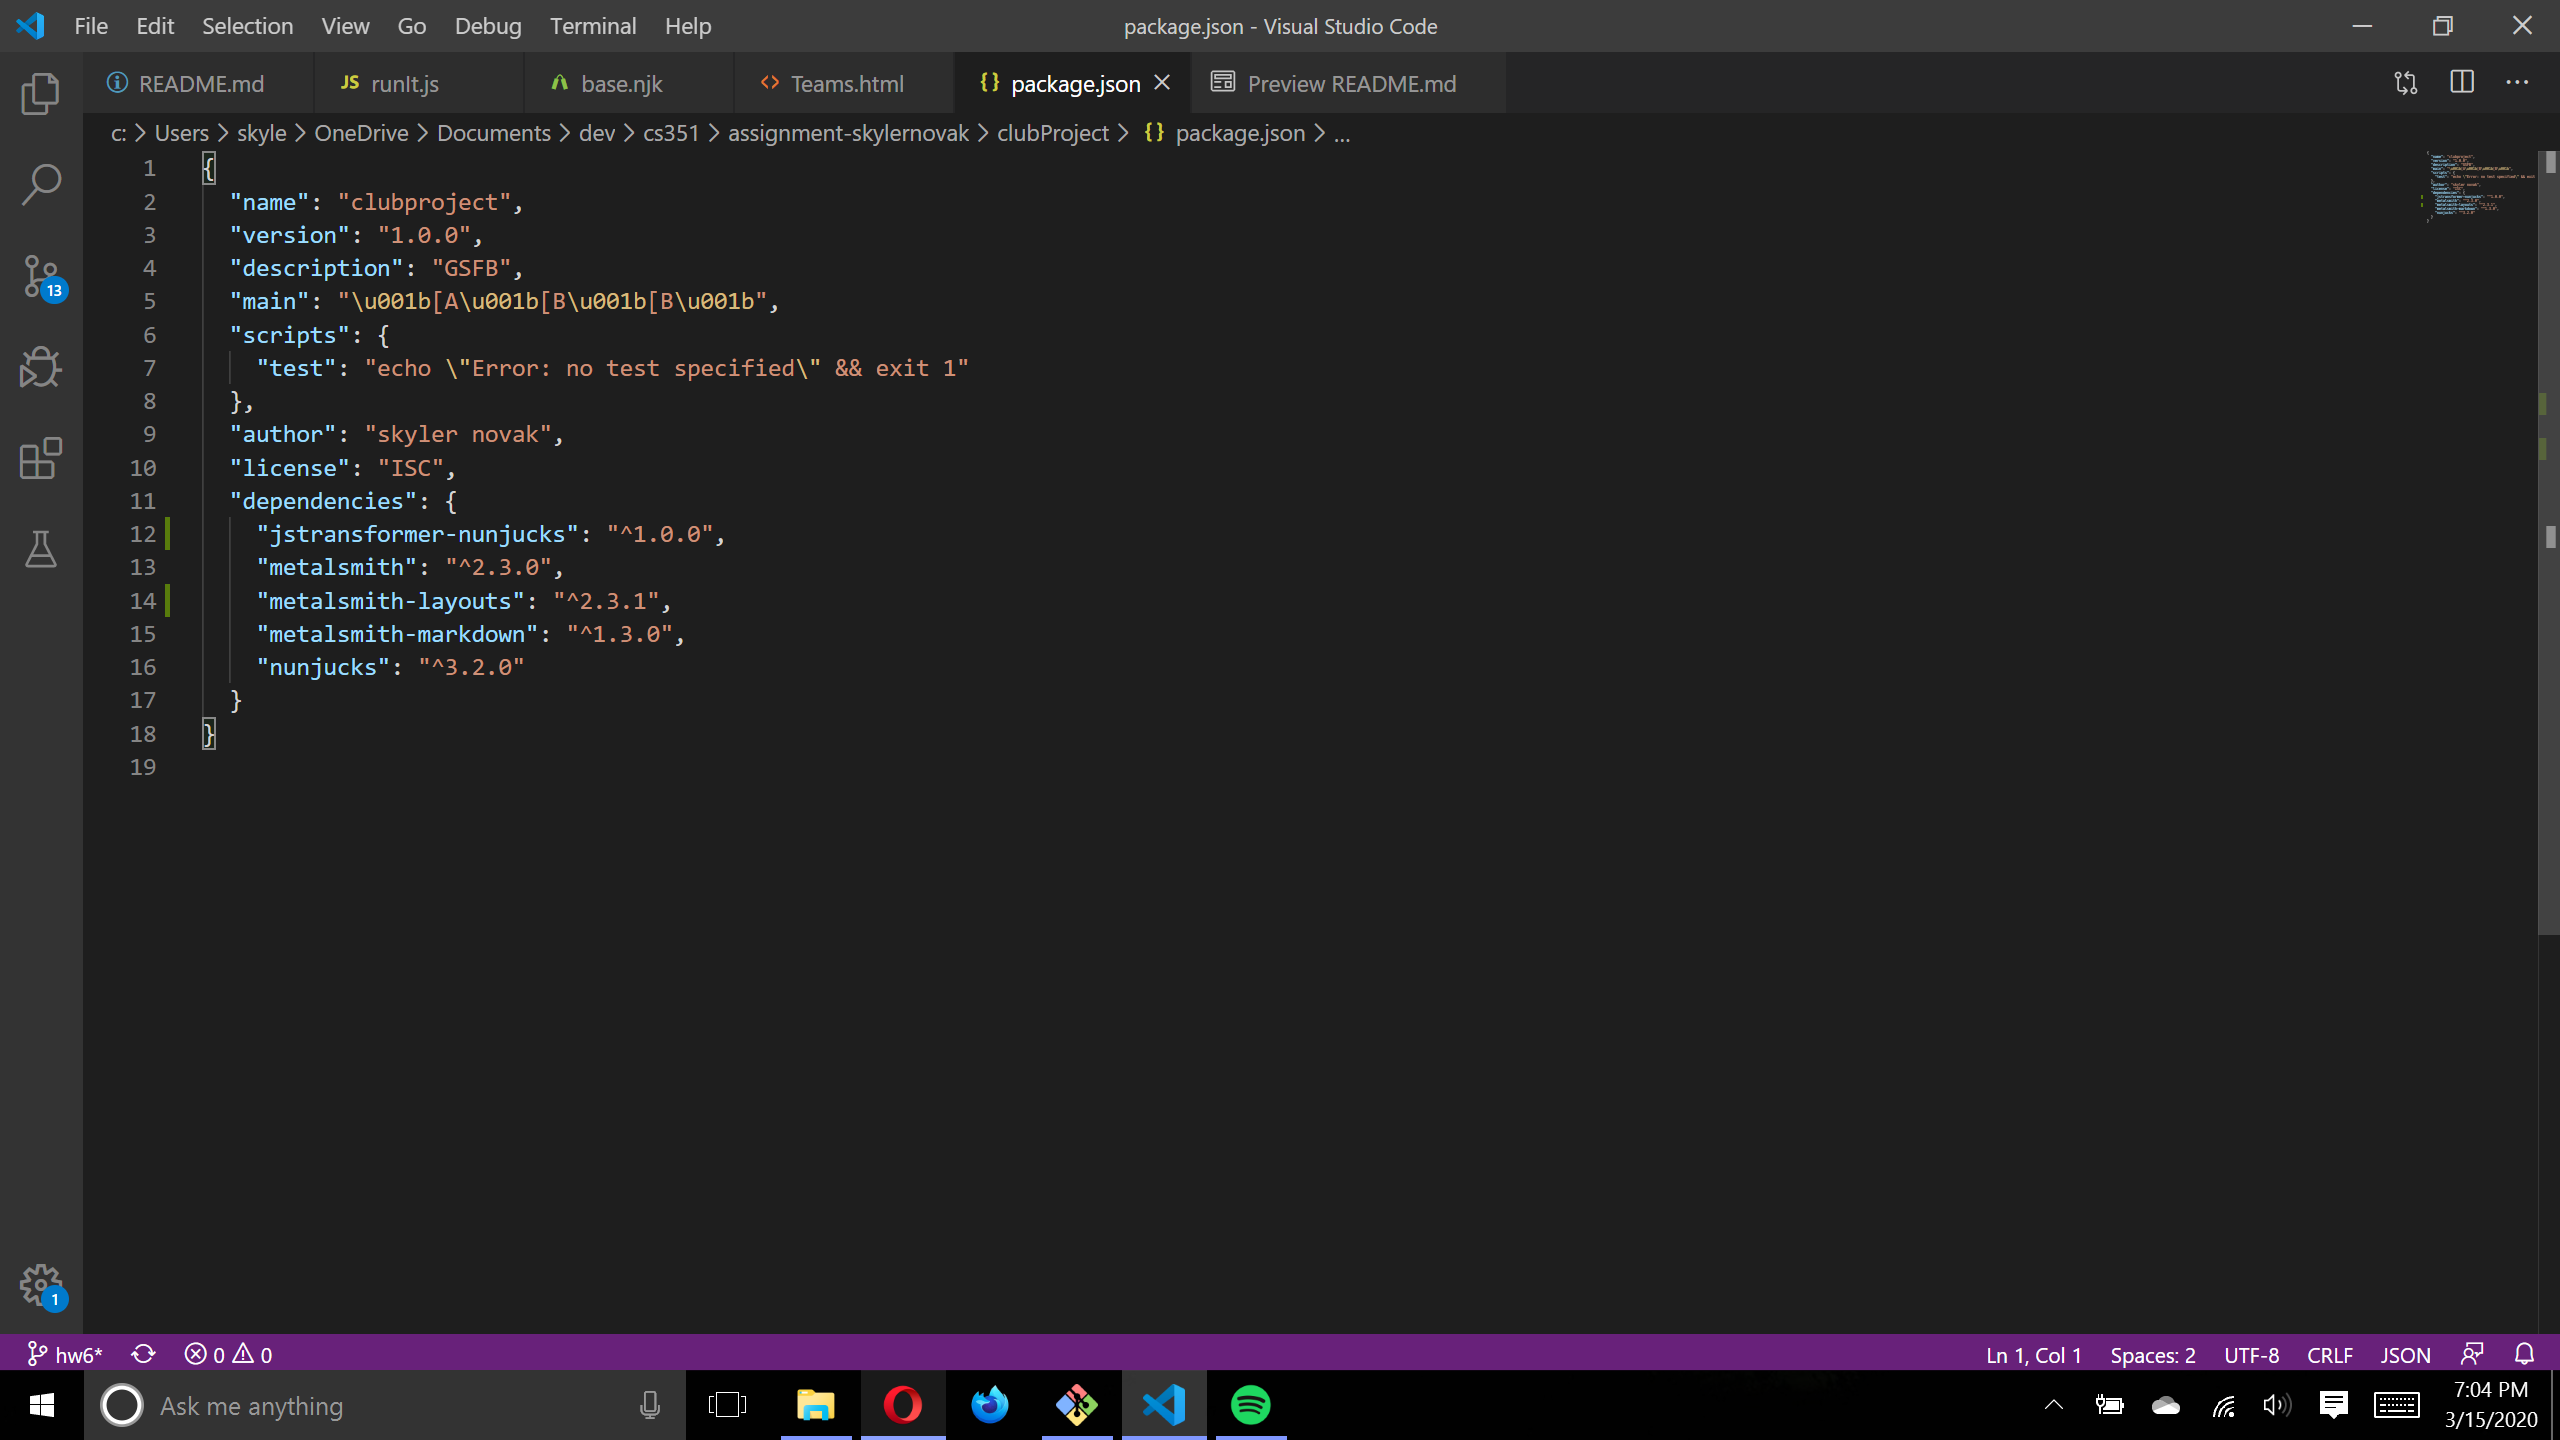 File Edit Selection View Go Debug Terminal Help package.json - Visual Studio Code
README.md JS runIt.js base.njk <> Teams.html {} package.json Preview README.md ...
c: > Users > skyle > OneDrive > Documents > dev > cs351 > assignment-skylernovak > clubProject > {} package.json > ...
1 {
2 "name": "clubproject",
3 "version": "1.0.0",
4 "description": "GSFB",
5 "main": "\u001b[A\u001b[B\u001b[B\u001b",
6 "scripts": {
7 "test": "echo \"Error: no test specified\" && exit 1"
8 },
9 "author": "skyler novak",
10 "license": "ISC",
11 "dependencies": {
12 "jstransformer-nunjucks": "^1.0.0",
13 "metalsmith": "^2.3.0",
14 "metalsmith-layouts": "^2.3.1",
15 "metalsmith-markdown": "^1.3.0",
16 "nunjucks": "^3.2.0"
17 }
18 }
19
13
1
hw6* 0 0 Ln 1, Col 1 Spaces: 2 UTF-8 CRLF JSON
Ask me anything
7:04 PM
3/15/2020